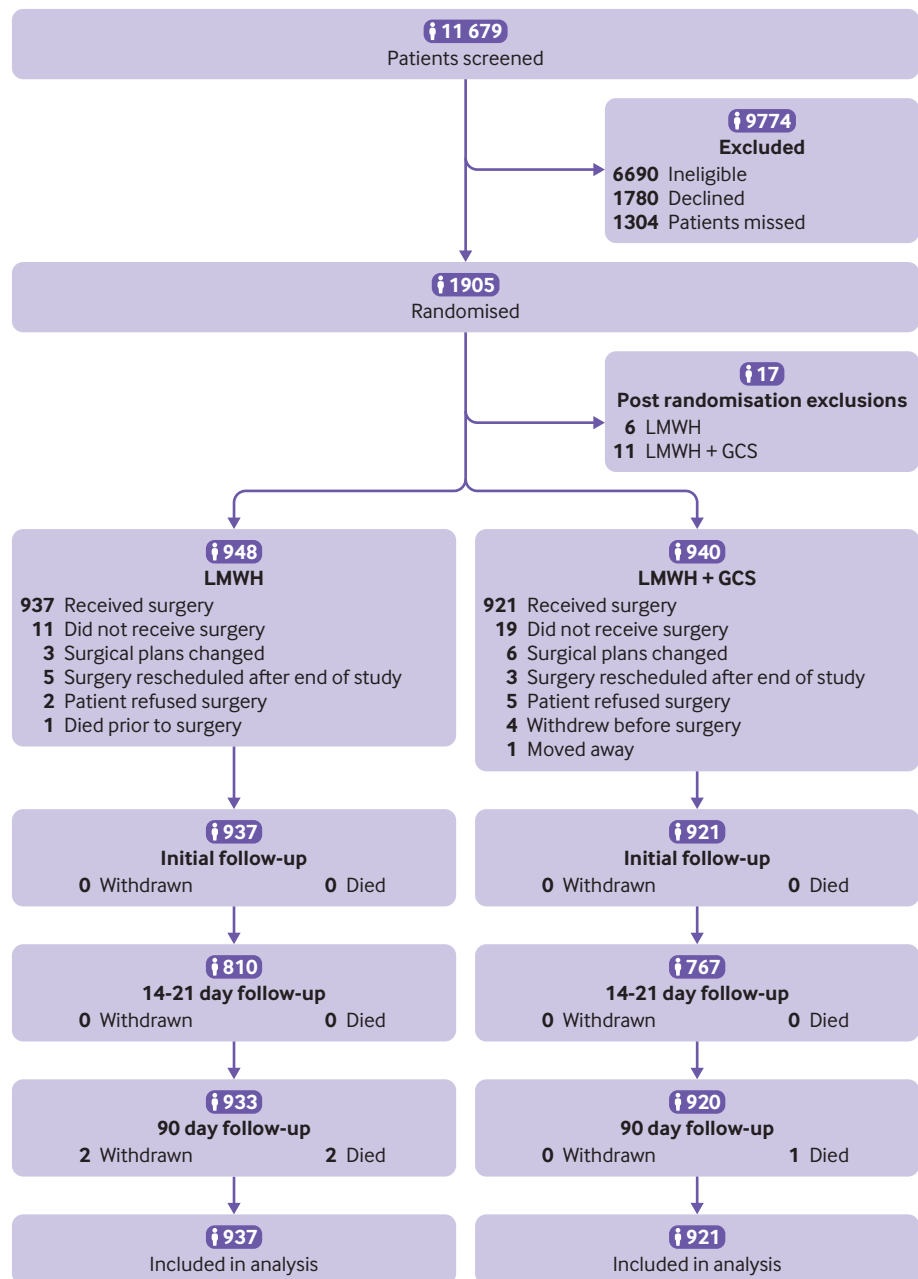 11 679
Patients screened
9774
Excluded
6690 Ineligible
1780 Declined
1304 Patients missed
1905
Randomised
17
Post randomisation exclusions
6 LMWH
11 LMWH + GCS
948
LMWH
937 Received surgery
11 Did not receive surgery
3 Surgical plans changed
5 Surgery rescheduled after end of study
2 Patient refused surgery
1 Died prior to surgery
940
LMWH + GCS
921 Received surgery
19 Did not receive surgery
6 Surgical plans changed
3 Surgery rescheduled after end of study
5 Patient refused surgery
4 Withdrew before surgery
1 Moved away
937
Initial follow-up
0 Withdrawn 0 Died
921
Initial follow-up
0 Withdrawn 0 Died
810
14-21 day follow-up
0 Withdrawn 0 Died
767
14-21 day follow-up
0 Withdrawn 0 Died
933
90 day follow-up
2 Withdrawn 2 Died
920
90 day follow-up
0 Withdrawn 1 Died
937
Included in analysis
921
Included in analysis